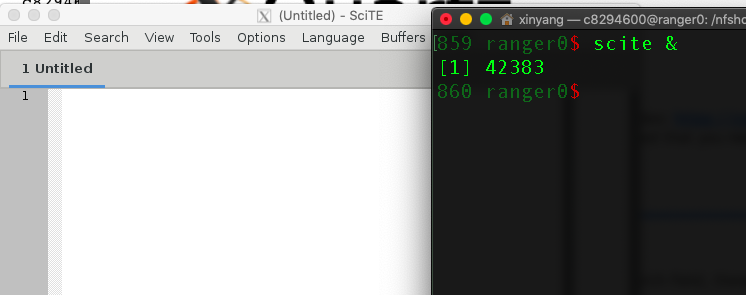 (Untitled) - SciTE
File Edit Search View Tools Options Language Buffers
1 Untitled
1
xinyang — c8294600@ranger0: /nfsho
[859 ranger0$ scite &
[1] 42383
860 ranger0$